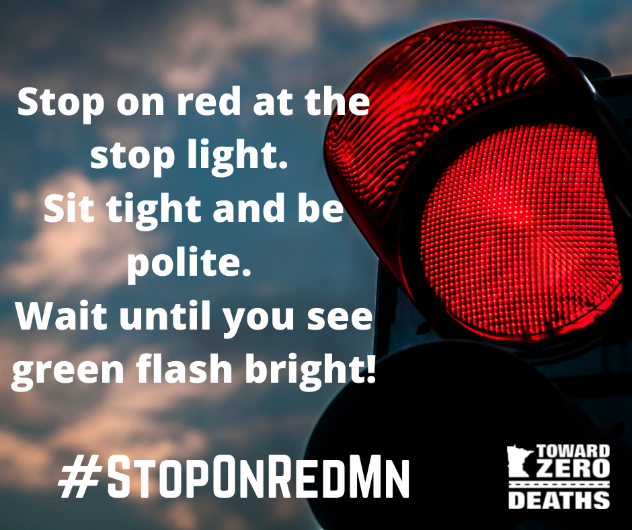 Stop on red at the
stop light.
Sit tight and be
polite.
Wait until you see
green flash bright!
#StopOnRedMn
TOWARD
ZERO
DEATHS